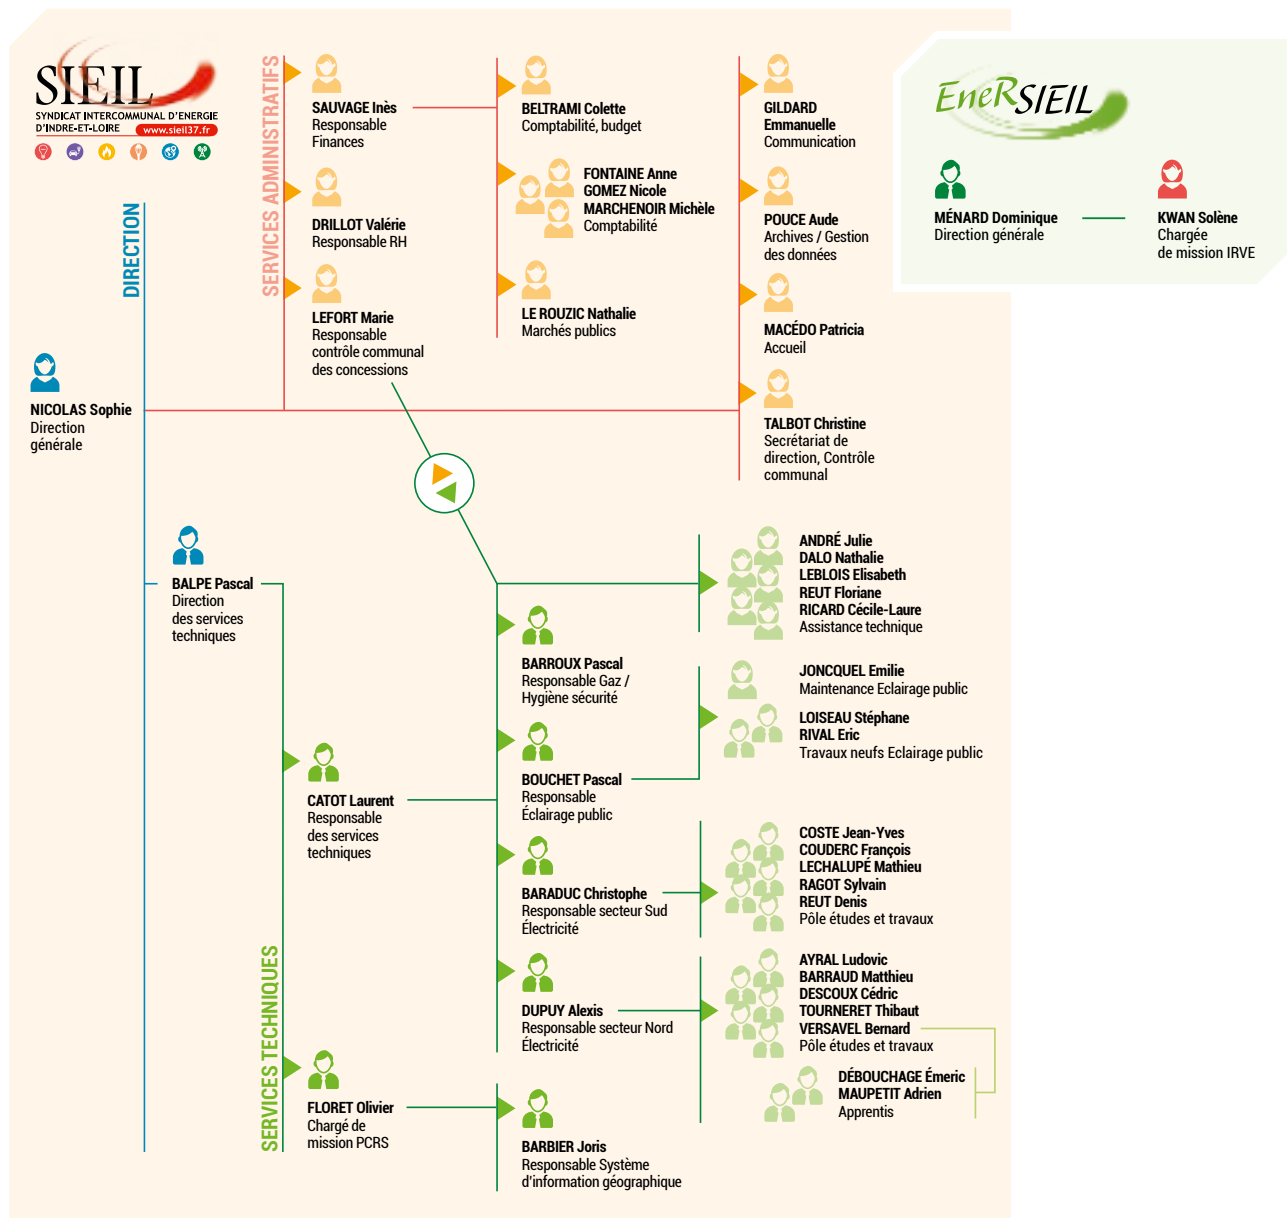 SIEIL
SYNDICAT INTERCOMMUNAL D'ENERGIE
D'INDRE-ET-LOIRE
www.sieil37.fr
DIRECTION
NICOLAS Sophie
Direction
générale
BALPE Pascal
Direction
des services
techniques
SERVICES ADMINISTRATIFS
SAUVAGE Inès
Responsable
Finances
DRILLOT Valérie
Responsable RH
LEFORT Marie
Responsable
contrôle communal
des concessions
BELTRAMI Colette
Comptabilité, budget
FONTAINE Anne
GOMEZ Nicole
MARCHENOIR Michèle
Comptabilité
LE ROUZIC Nathalie
Marchés publics
GILDARD
Emmanuelle
Communication
POUCE Aude
Archives / Gestion
des données
MACÉDO Patricia
Accueil
TALBOT Christine
Secrétariat de
direction, Contrôle
communal
EneRSIEIL
MÉNARD Dominique
Direction générale
KWAN Solène
Chargée
de mission IRVE
SERVICES TECHNIQUES
CATOT Laurent
Responsable
des services
techniques
FLORET Olivier
Chargé de
mission PCRS
BARROUX Pascal
Responsable Gaz /
Hygiène sécurité
BOUCHET Pascal
Responsable
Éclairage public
BARADUC Christophe
Responsable secteur Sud
Électricité
DUPUY Alexis
Responsable secteur Nord
Électricité
BARBIER Joris
Responsable Système
d'information géographique
ANDRÉ Julie
DALO Nathalie
LEBLOIS Elisabeth
REUT Floriane
RICARD Cécile-Laure
Assistance technique
JONCQUEL Emilie
Maintenance Eclairage public
LOISEAU Stéphane
RIVAL Eric
Travaux neufs Eclairage public
COSTE Jean-Yves
COUDERC François
LECHALUPÉ Mathieu
RAGOT Sylvain
REUT Denis
Pôle études et travaux
AYRAL Ludovic
BARRAUD Matthieu
DESCOUX Cédric
TOURNERET Thibaut
VERSAVEL Bernard
Pôle études et travaux
DÉBOUCHAGE Émeric
MAUPETIT Adrien
Apprentis